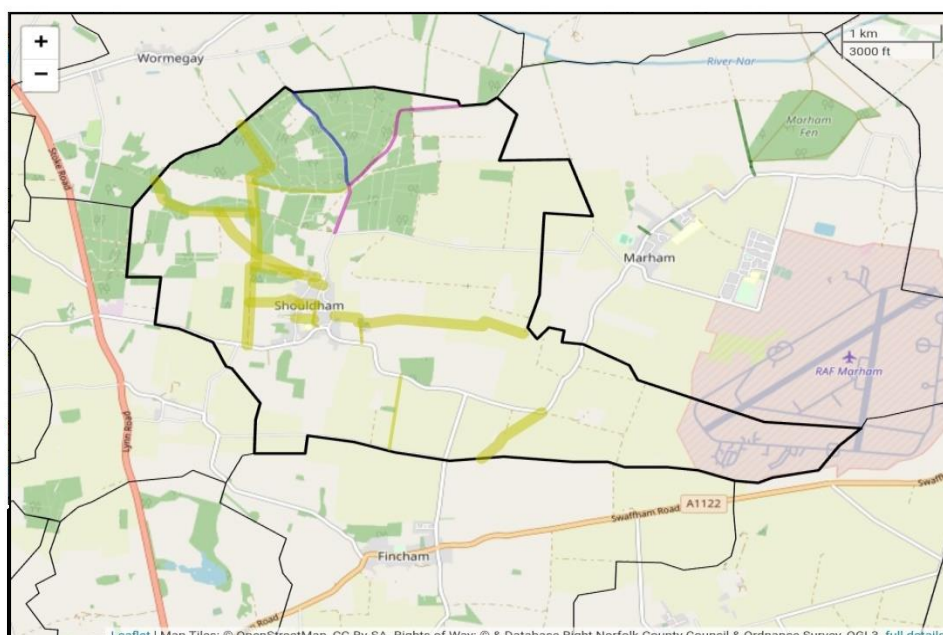 +
−
Wormegay
1 km
3000 ft
River Nar
Marham
Fen
Stoke Road
Marham
Shouldham
RAF Marham
Lynn Road
A1122
Swaffham Road
Fincham
Road
Leaflet | Map Tiles: © OpenStreetMap, CC By SA. Rights of Way: © & Database Right Norfolk County Council & Ordnance Survey, OGL3, full detail